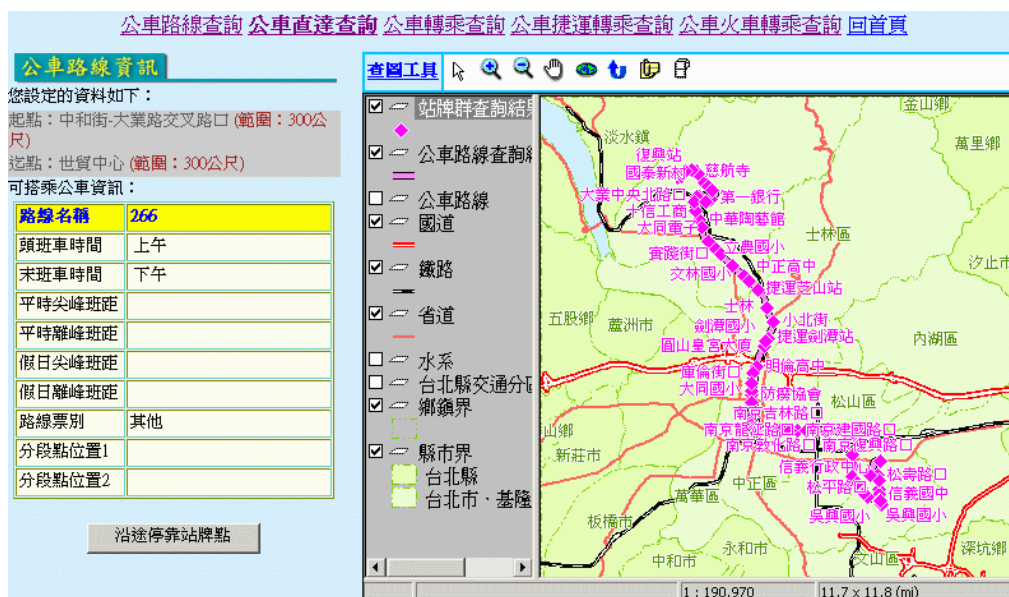 公車路線查詢 公車直達查詢 公車轉乘查詢 公車捷運轉乘查詢 公車火車轉乘查詢 回首頁
公車路線資訊
您設定的資料如下：
起點：中和街-大業路交叉路口 (範圍：300公
尺)
迄點：世貿中心 (範圍：300公尺)
可搭乘公車資訊：
路線名稱 266
頭班車時間 上午
末班車時間 下午
平時尖峰班距
平時離峰班距
假日尖峰班距
假日離峰班距
路線票別 其他
分段點位置1
分段點位置2
沿途停靠站牌點
查圖工具
站牌群查詢結果
公車路線查詢
公車路線
國道
鐵路
省道
水系
台北縣交通分區
鄉鎮界
縣市界
台北縣
台北市、基隆
金山鄉
淡水鎮
萬里鄉
復興站
國泰新村 慈航寺
大業中央北路口 第一銀行
十信工商 中華陶藝館
大同電子
士林區
實踐街口 立農國小
汐止市
交林國小 中正高中
捷運芝山站
士林
五股鄉 蘆洲市 劍潭國小 小北街
捷運劍潭站
內湖區
圓山皇宮大廈
庫倫街口 明倫高中
大同國小 防癆協會
松山區
南京吉林路口
山鄉 南京龍江路口 南京建國路口
新莊市 南京敦化路口 南京復興路口
信義行政中心 松壽路口
中正區 松平路口 信義國中
萬華區
吳興國小 吳興國小
板橋市
永和市 深坑鄉
中和市 文山區
1 : 190,970 11.7 x 11.8 (mi)